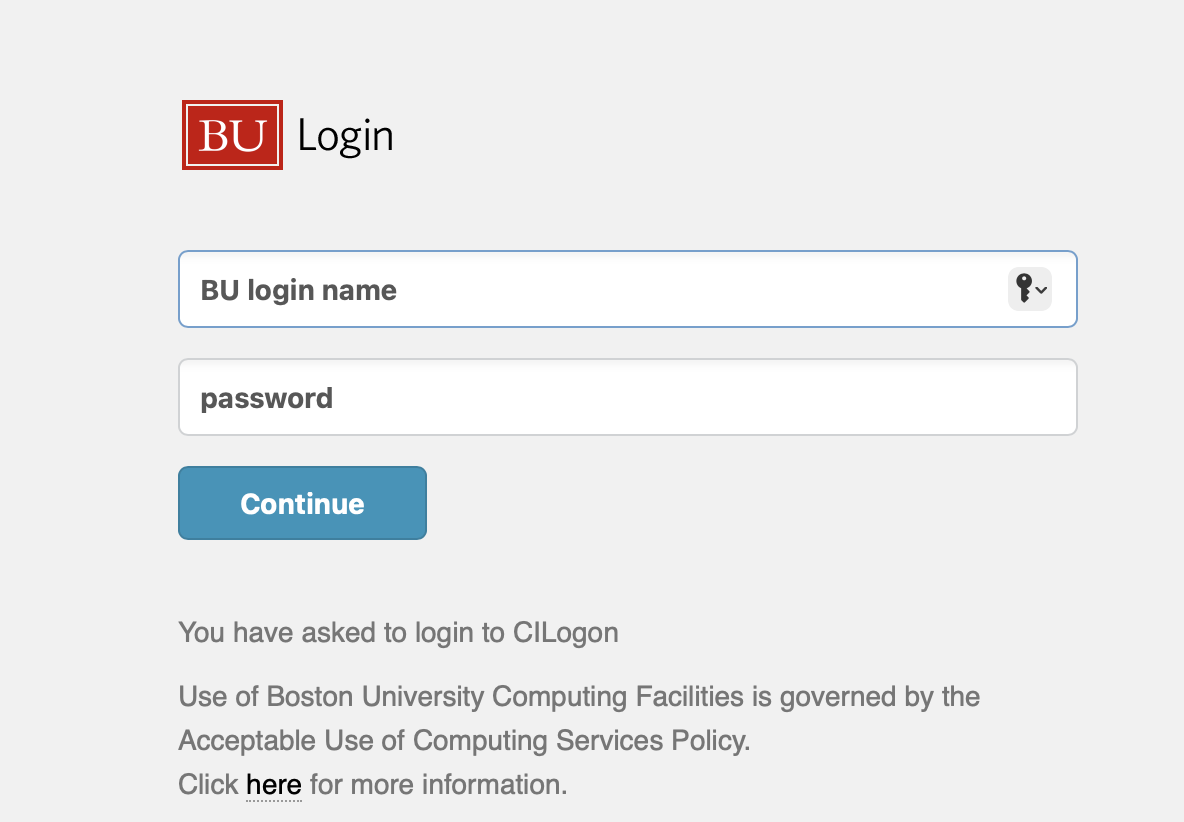 BU Login
BU login name
password
Continue
You have asked to login to CILogon
Use of Boston University Computing Facilities is governed by the
Acceptable Use of Computing Services Policy.
Click here for more information.